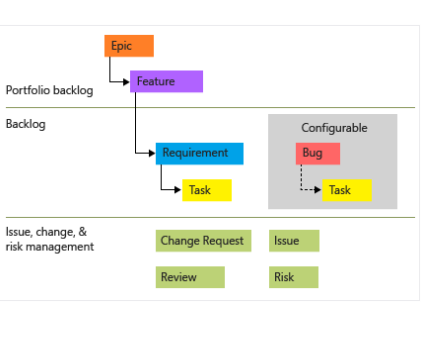 Epic
Feature
Portfolio backlog
Backlog
Configurable
Requirement
Bug
Task
Task
Issue, change, &
risk management
Change Request
Issue
Review
Risk